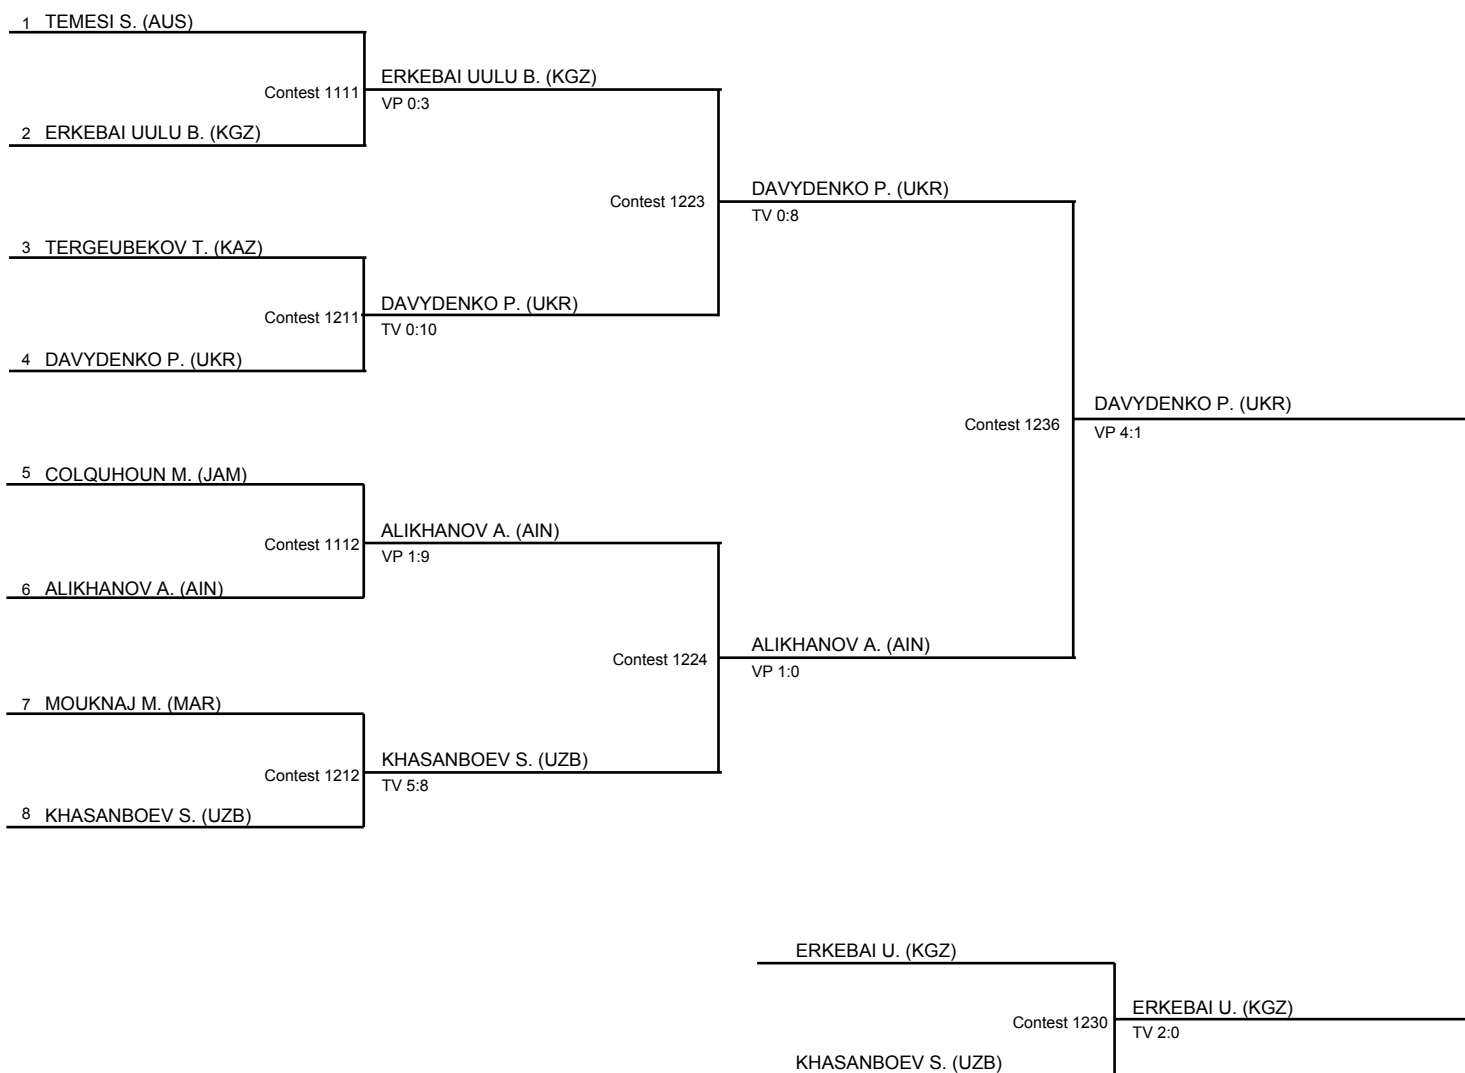 1 TEMESI S. (AUS)
ERKEBAI UULU B. (KGZ)
Contest 1111
VP 0:3
2 ERKEBAI UULU B. (KGZ)
DAVYDENKO P. (UKR)
Contest 1223
TV 0:8
3 TERGEUBEKOV T. (KAZ)
DAVYDENKO P. (UKR)
Contest 1211
TV 0:10
4 DAVYDENKO P. (UKR)
DAVYDENKO P. (UKR)
Contest 1236
VP 4:1
5 COLQUHOUN M. (JAM)
ALIKHANOV A. (AIN)
Contest 1112
VP 1:9
6 ALIKHANOV A. (AIN)
ALIKHANOV A. (AIN)
Contest 1224
VP 1:0
7 MOUKNAJ M. (MAR)
KHASANBOEV S. (UZB)
Contest 1212
TV 5:8
8 KHASANBOEV S. (UZB)
ERKEBAI U. (KGZ)
ERKEBAI U. (KGZ)
Contest 1230
TV 2:0
KHASANBOEV S. (UZB)